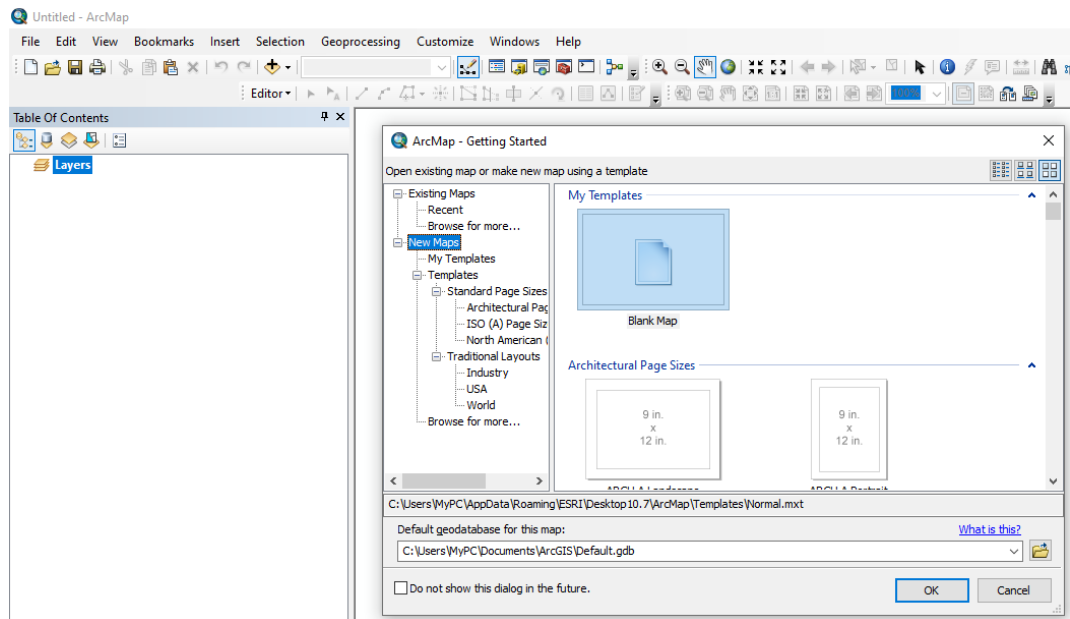 Untitled - ArcMap
File Edit View Bookmarks Insert Selection Geoprocessing Customize Windows Help
Editor 100%
Table Of Contents
Layers
ArcMap - Getting Started
Open existing map or make new map using a template
Existing Maps
Recent
Browse for more...
New Maps
My Templates
Templates
Standard Page Sizes
Architectural Pag
ISO (A) Page Siz
North American (
Traditional Layouts
Industry
USA
World
Browse for more...
My Templates
Blank Map
Architectural Page Sizes
9 in. 9 in.
x x
12 in. 12 in.
ARCH A Landscape ARCH A Portrait
C:\Users\MyPC\AppData\Roaming\ESRI\Desktop10.7\ArcMap\Templates\Normal.mxt
Default geodatabase for this map: What is this?
C:\Users\MyPC\Documents\ArcGIS\Default.gdb
Do not show this dialog in the future.
OK Cancel